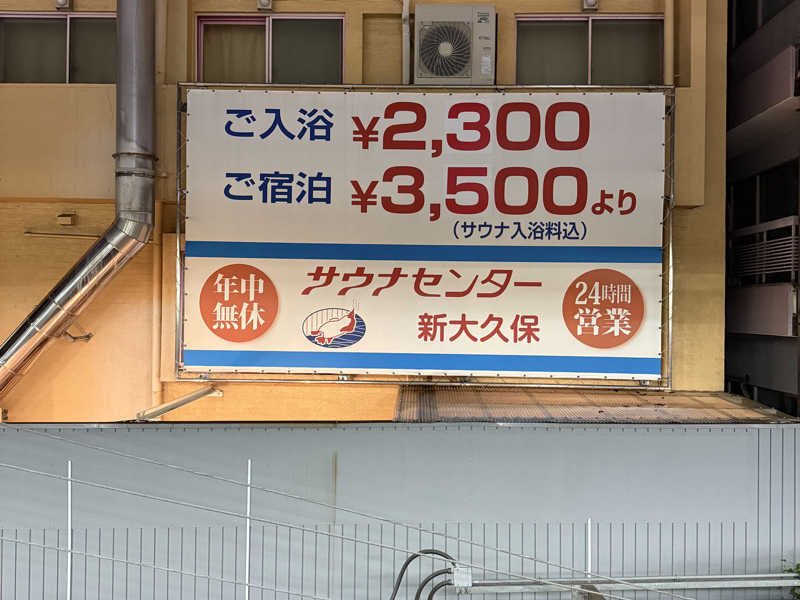 ご入浴 ¥2,300
ご宿泊 ¥3,500より
(サウナ入浴料込)
年中無休
サウナセンター
新大久保
24時間営業